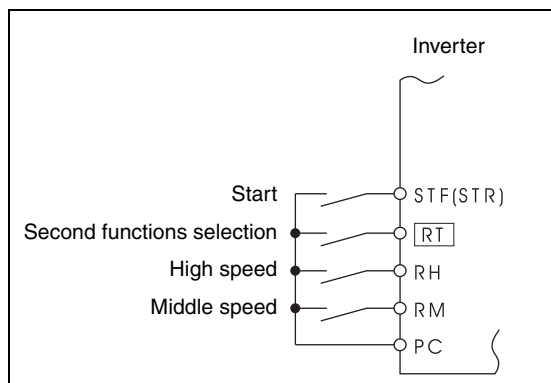 Inverter
Start
STF(STR)
Second functions selection
RT
High speed
RH
Middle speed
RM
PC